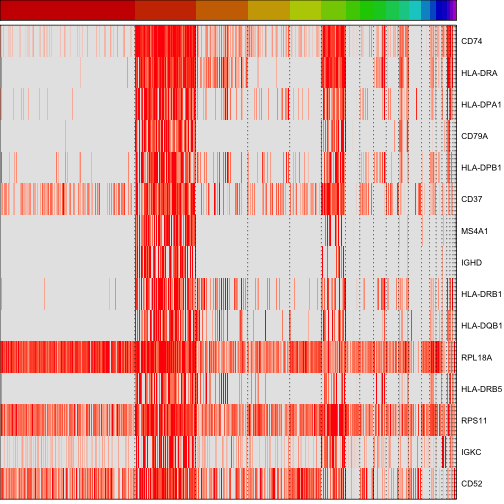 CD74
HLA-DRA
HLA-DPA1
CD79A
HLA-DPB1
CD37
MS4A1
IGHD
HLA-DRB1
HLA-DQB1
RPL18A
HLA-DRB5
RPS11
IGKC
CD52